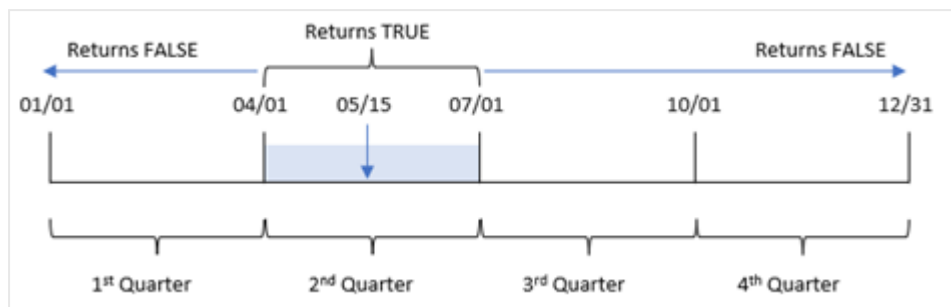 Returns TRUE
Returns FALSE
Returns FALSE
01/01
04/01
05/15
07/01
10/01
12/31
1st Quarter
2nd Quarter
3rd Quarter
4th Quarter